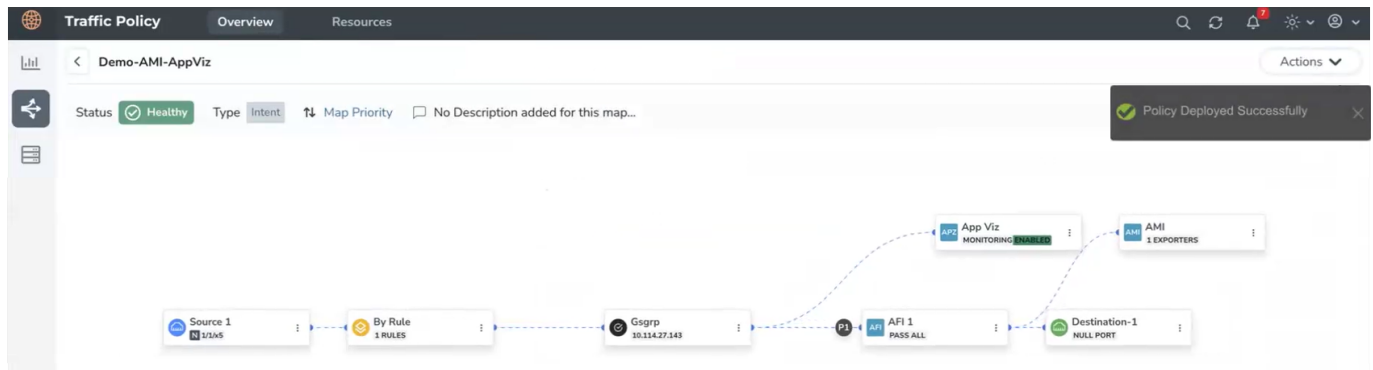 Traffic Policy Overview Resources 7
Demo-AMI-AppViz Actions
Status Healthy Type Intent Map Priority No Description added for this map...
Policy Deployed Successfully
APZ App Viz
MONITORING ENABLED
AMI AMI
1 EXPORTERS
Source 1
N 1/1/x5
By Rule
1 RULES
Gsgrp
10.114.27.143
P1
AFI AFI 1
PASS ALL
Destination-1
NULL PORT